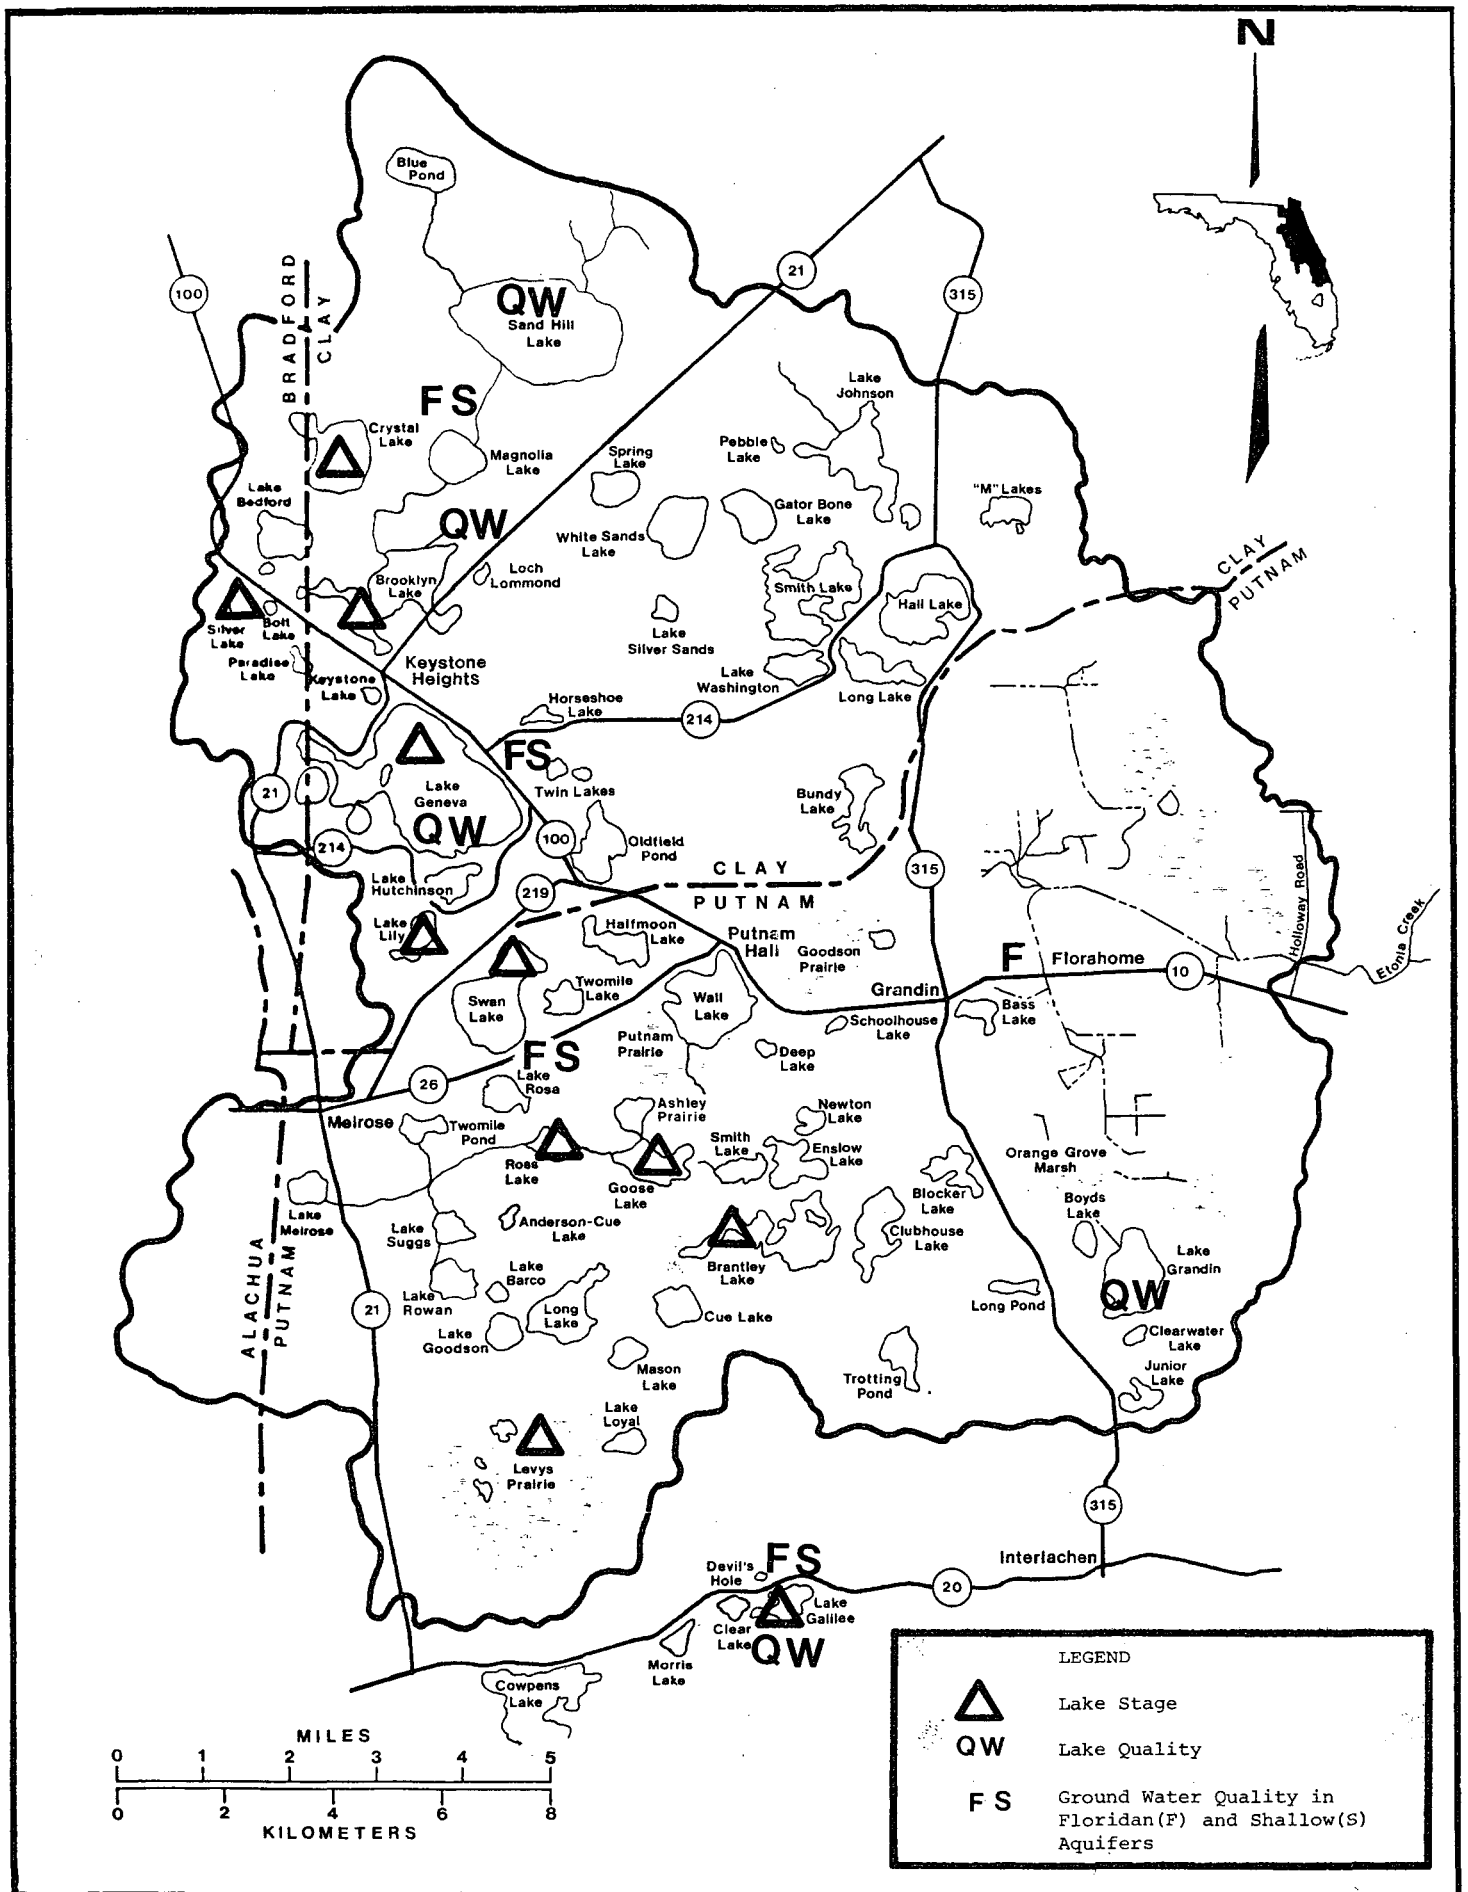 N
Blue
Pond
BRADFORD
CLAY
100
21
315
QW
Sand Hill
Lake
FS
Crystal
Lake
Magnolia
Lake
Lake
Johnson
Pebble
Lake
Spring
Lake
Lake
Bedford
QW
White Sands
Lake
Gator Bone
Lake
"M" Lakes
Loch
Lommond
Brooklyn
Lake
Smith Lake
Hall Lake
CLAY
PUTNAM
Silver
Lake
Bolt
Lake
Lake
Silver Sands
Paradise
Lake
Keystone
Heights
Keystone
Lake
Lake
Washington
Long Lake
Horseshoe
Lake
214
FS
Twin Lakes
21
Lake
Geneva
QW
Bundy
Lake
214
100
Oldfield
Pond
315
Lake
Hutchinson
219
CLAY
PUTNAM
Holloway Road
Etonia Creek
Lake
Lily
Halfmoon
Lake
Putnam
Hall
Goodson
Prairie
F
Florahome
10
Swan
Lake
Twomile
Lake
Wall
Lake
Grandin
Schoolhouse
Lake
Bass
Lake
Putnam
Prairie
Deep
Lake
FS
26
Lake
Rosa
Melrose
Twomile
Pond
Ashley
Prairie
Newton
Lake
Smith
Lake
Enslow
Lake
Orange Grove
Marsh
Ross
Lake
Goose
Lake
Blocker
Lake
Boyds
Lake
Lake
Melrose
Lake
Suggs
Anderson-Cue
Lake
Clubhouse
Lake
Lake
Grandin
QW
ALACHUA
PUTNAM
Brantley
Lake
Lake
Barco
Lake
Rowan
Long
Lake
Cue Lake
Long Pond
21
Lake
Goodson
Clearwater
Lake
Mason
Lake
Trotting
Pond
Junior
Lake
Lake
Loyal
Levys
Prairie
315
Interlachen
Devil's
Hole
FS
20
Lake
Galilee
Clear
Lake
QW
Morris
Lake
Cowpens
Lake
MILES
0 1 2 3 4 5
0 2 4 6 8
KILOMETERS
LEGEND
Lake Stage
QW Lake Quality
F S Ground Water Quality in
Floridan(F) and Shallow(S)
Aquifers